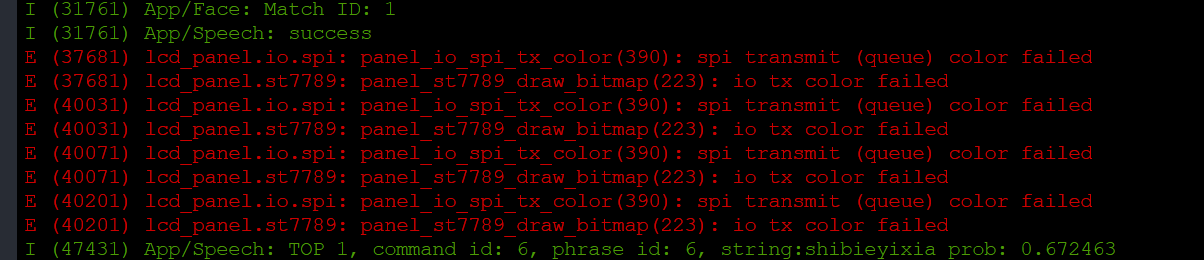 I (31761) App/Face: Match ID: 1
I (31761) App/Speech: success
E (37681) lcd_panel.io.spi: panel_io_spi_tx_color(390): spi transmit (queue) color failed
E (37681) lcd_panel.st7789: panel_st7789_draw_bitmap(223): io tx color failed
E (40031) lcd_panel.io.spi: panel_io_spi_tx_color(390): spi transmit (queue) color failed
E (40031) lcd_panel.st7789: panel_st7789_draw_bitmap(223): io tx color failed
E (40071) lcd_panel.io.spi: panel_io_spi_tx_color(390): spi transmit (queue) color failed
E (40071) lcd_panel.st7789: panel_st7789_draw_bitmap(223): io tx color failed
E (40201) lcd_panel.io.spi: panel_io_spi_tx_color(390): spi transmit (queue) color failed
E (40201) lcd_panel.st7789: panel_st7789_draw_bitmap(223): io tx color failed
I (47431) App/Speech: TOP 1, command id: 6, phrase id: 6, string:shibieyixia prob: 0.672463